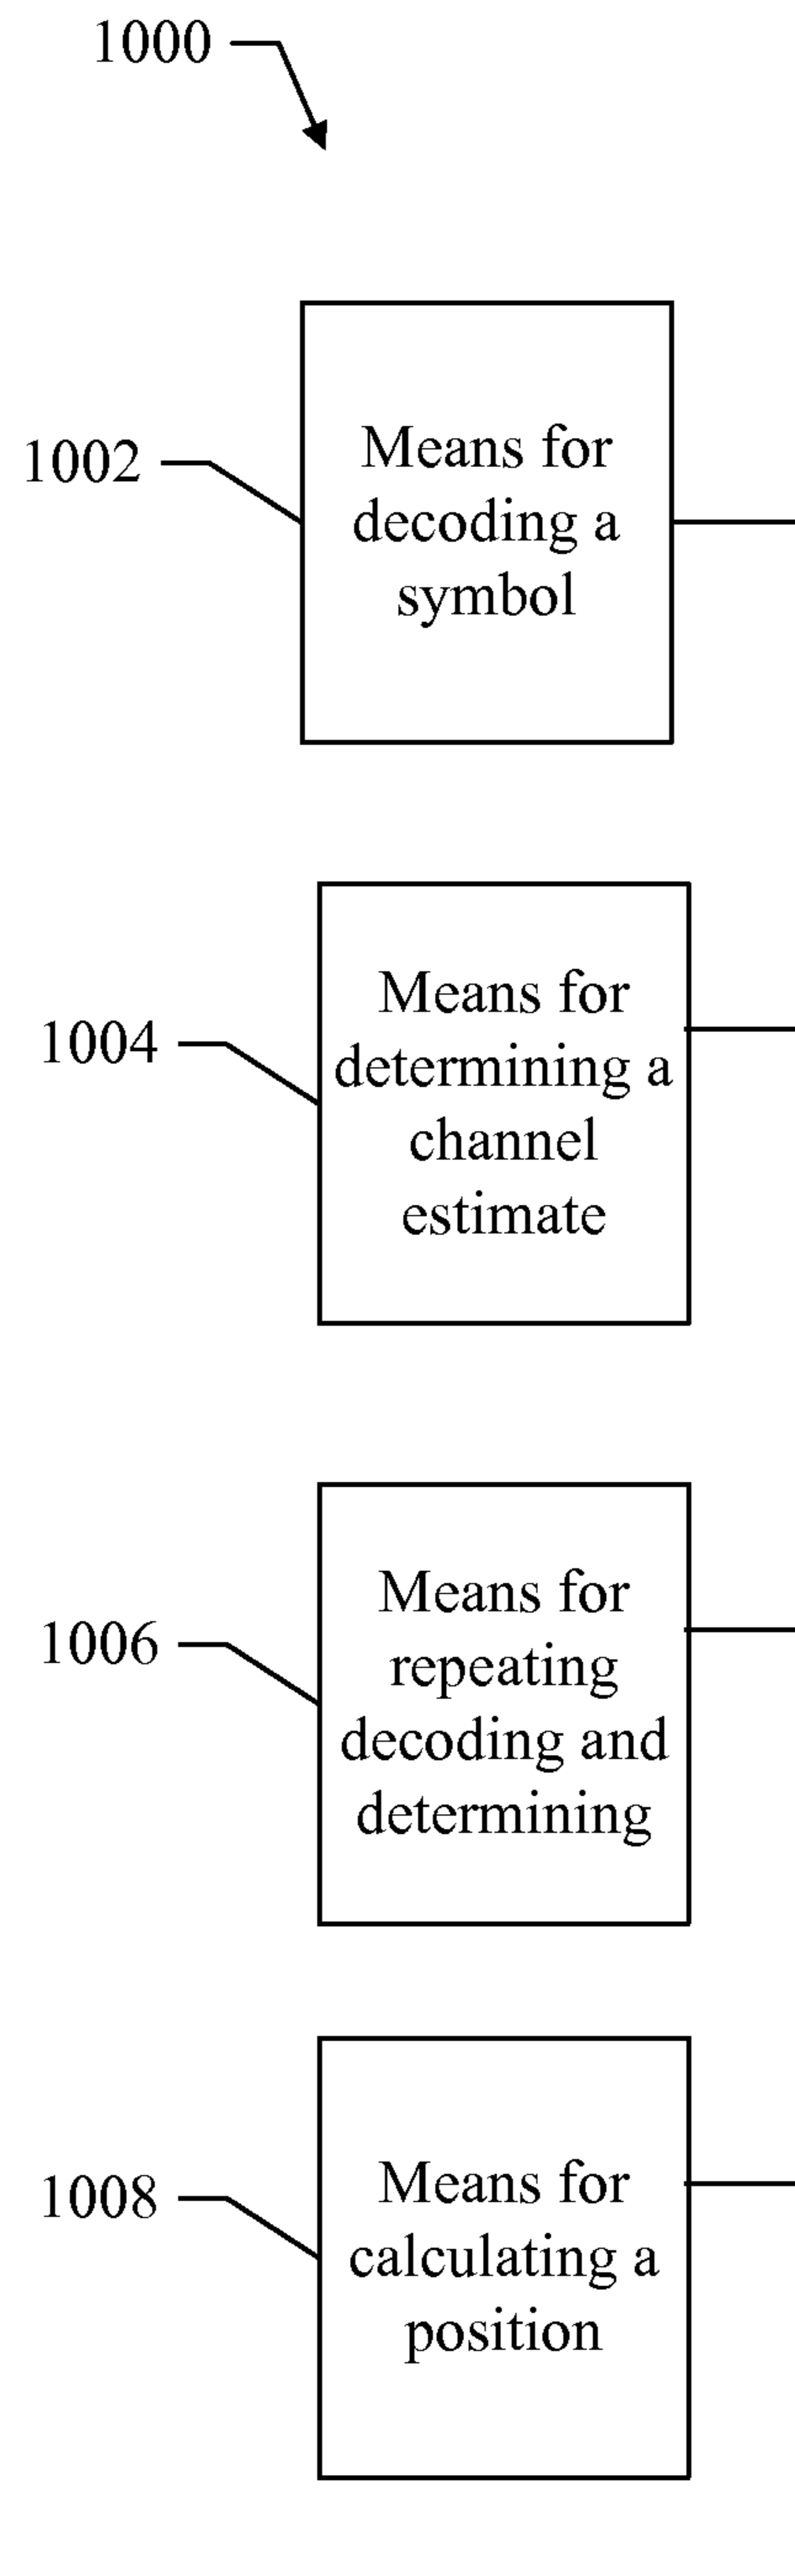 1000
1002
Means for
decoding a
symbol
1004
Means for
determining a
channel
estimate
1006
Means for
repeating
decoding and
determining
1008
Means for
calculating a
position